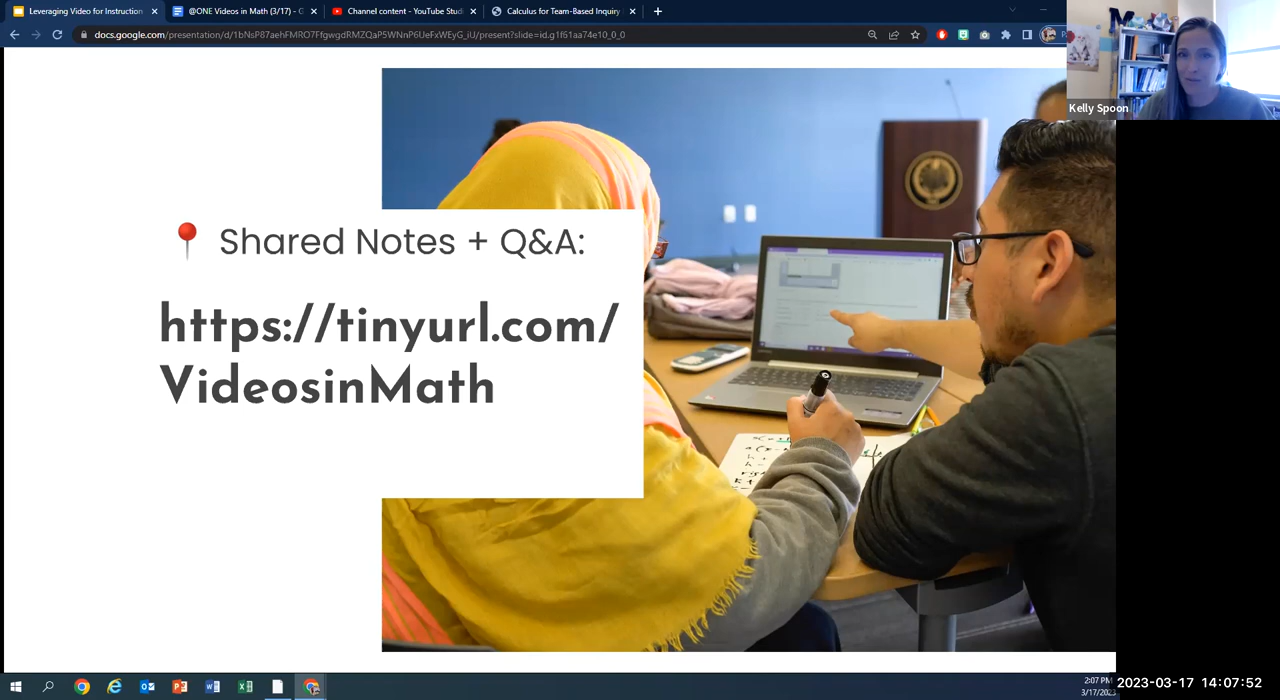 Leveraging Video for Instruction
@ONE Videos in Math (3/17) - G
Channel content - YouTube Stud
Calculus for Team-Based Inquiry
docs.google.com/presentation/d/1bNsP87aehFMRO7FfgwgdRMZQaP5WNnP6UeFxWEyG_iU/present?slide=id.g1f61aa74e10_0_0
Kelly Spoon
📍 Shared Notes + Q&A:
https://tinyurl.com/
VideosinMath
2:07 PM
3/17/2023
2023-03-17 14:07:52